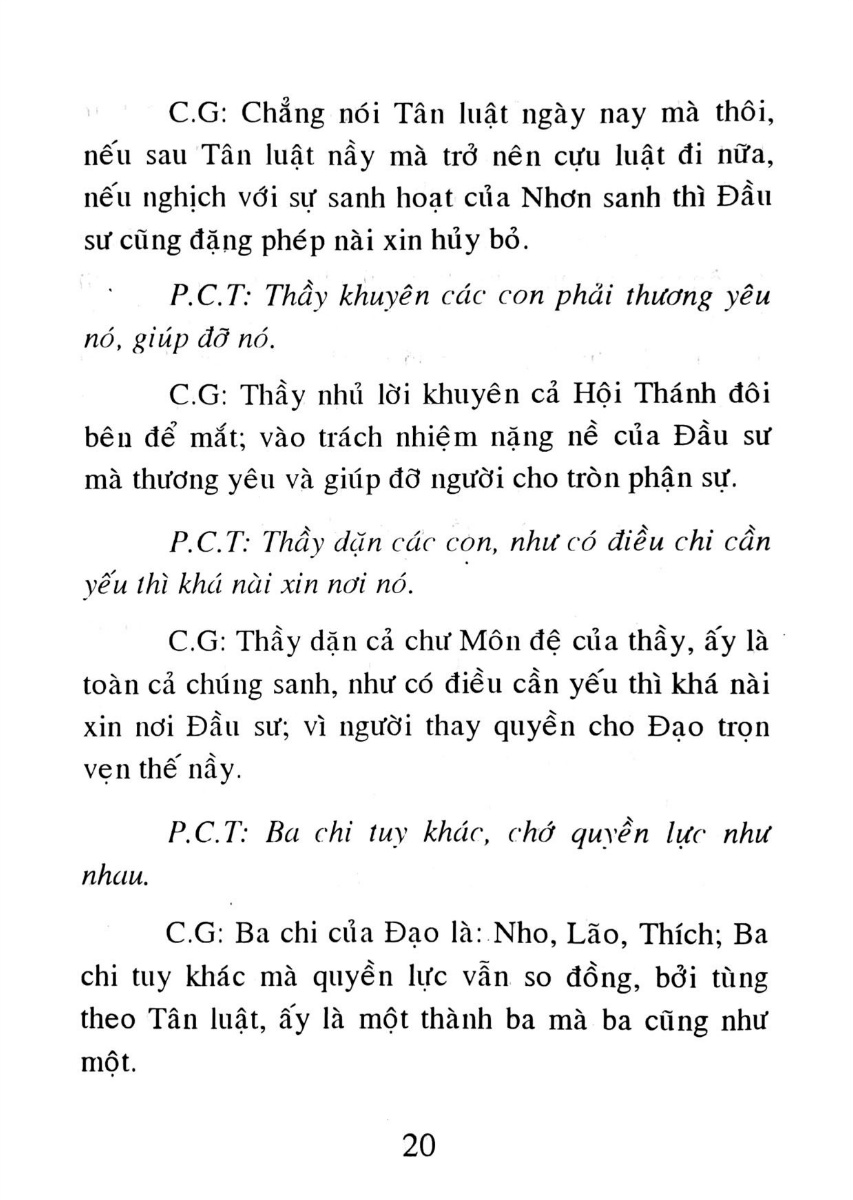 C.G: Chẳng nói Tân luật ngày nay mà thôi,
nếu sau Tân luật nầy mà trở nên cựu luật đi nữa,
nếu nghịch với sự sanh hoạt của Nhơn sanh thì Đầu
sư cũng đặng phép nài xin hủy bỏ.
P.C.T: Thầy khuyên các con phải thương yêu
nó, giúp đỡ nó.
C.G: Thầy nhủ lời khuyên cả Hội Thánh đôi
bên để mắt; vào trách nhiệm nặng nề của Đầu sư
mà thương yêu và giúp đỡ người cho tròn phận sự.
P.C.T: Thầy dặn các con, như có điều chi cần
yếu thì khá nài xin nơi nó.
C.G: Thầy dặn cả chư Môn đệ của thầy, ấy là
toàn cả chúng sanh, như có điều cần yếu thì khá nài
xin nơi Đầu sư; vì người thay quyền cho Đạo trọn
vẹn thế nầy.
P.C.T: Ba chi tuy khác, chớ quyền lực như
nhau.
C.G: Ba chi của Đạo là: Nho, Lão, Thích; Ba
chi tuy khác mà quyền lực vẫn so đồng, bởi tùng
theo Tân luật, ấy là một thành ba mà ba cũng như
một.
20